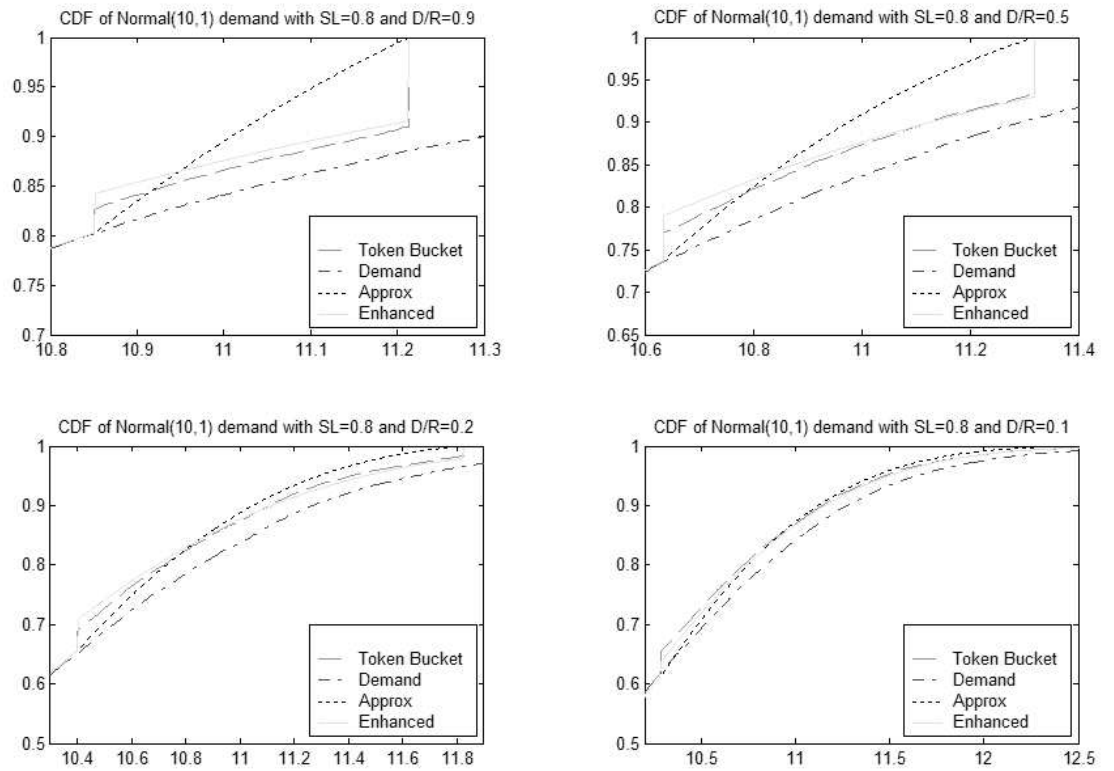 CDF of Normal(10,1) demand with SL=0.8 and D/R=0.9
1
0.95
0.9
0.85
0.8
0.75
0.7
10.8 10.9 11 11.1 11.2 11.3
Token Bucket
Demand
Approx
Enhanced
CDF of Normal(10,1) demand with SL=0.8 and D/R=0.5
1
0.95
0.9
0.85
0.8
0.75
0.7
0.65
10.6 10.8 11 11.2 11.4
Token Bucket
Demand
Approx
Enhanced
CDF of Normal(10,1) demand with SL=0.8 and D/R=0.2
1
0.9
0.8
0.7
0.6
0.5
10.4 10.6 10.8 11 11.2 11.4 11.6 11.8
Token Bucket
Demand
Approx
Enhanced
CDF of Normal(10,1) demand with SL=0.8 and D/R=0.1
1
0.9
0.8
0.7
0.6
0.5
10.5 11 11.5 12 12.5
Token Bucket
Demand
Approx
Enhanced